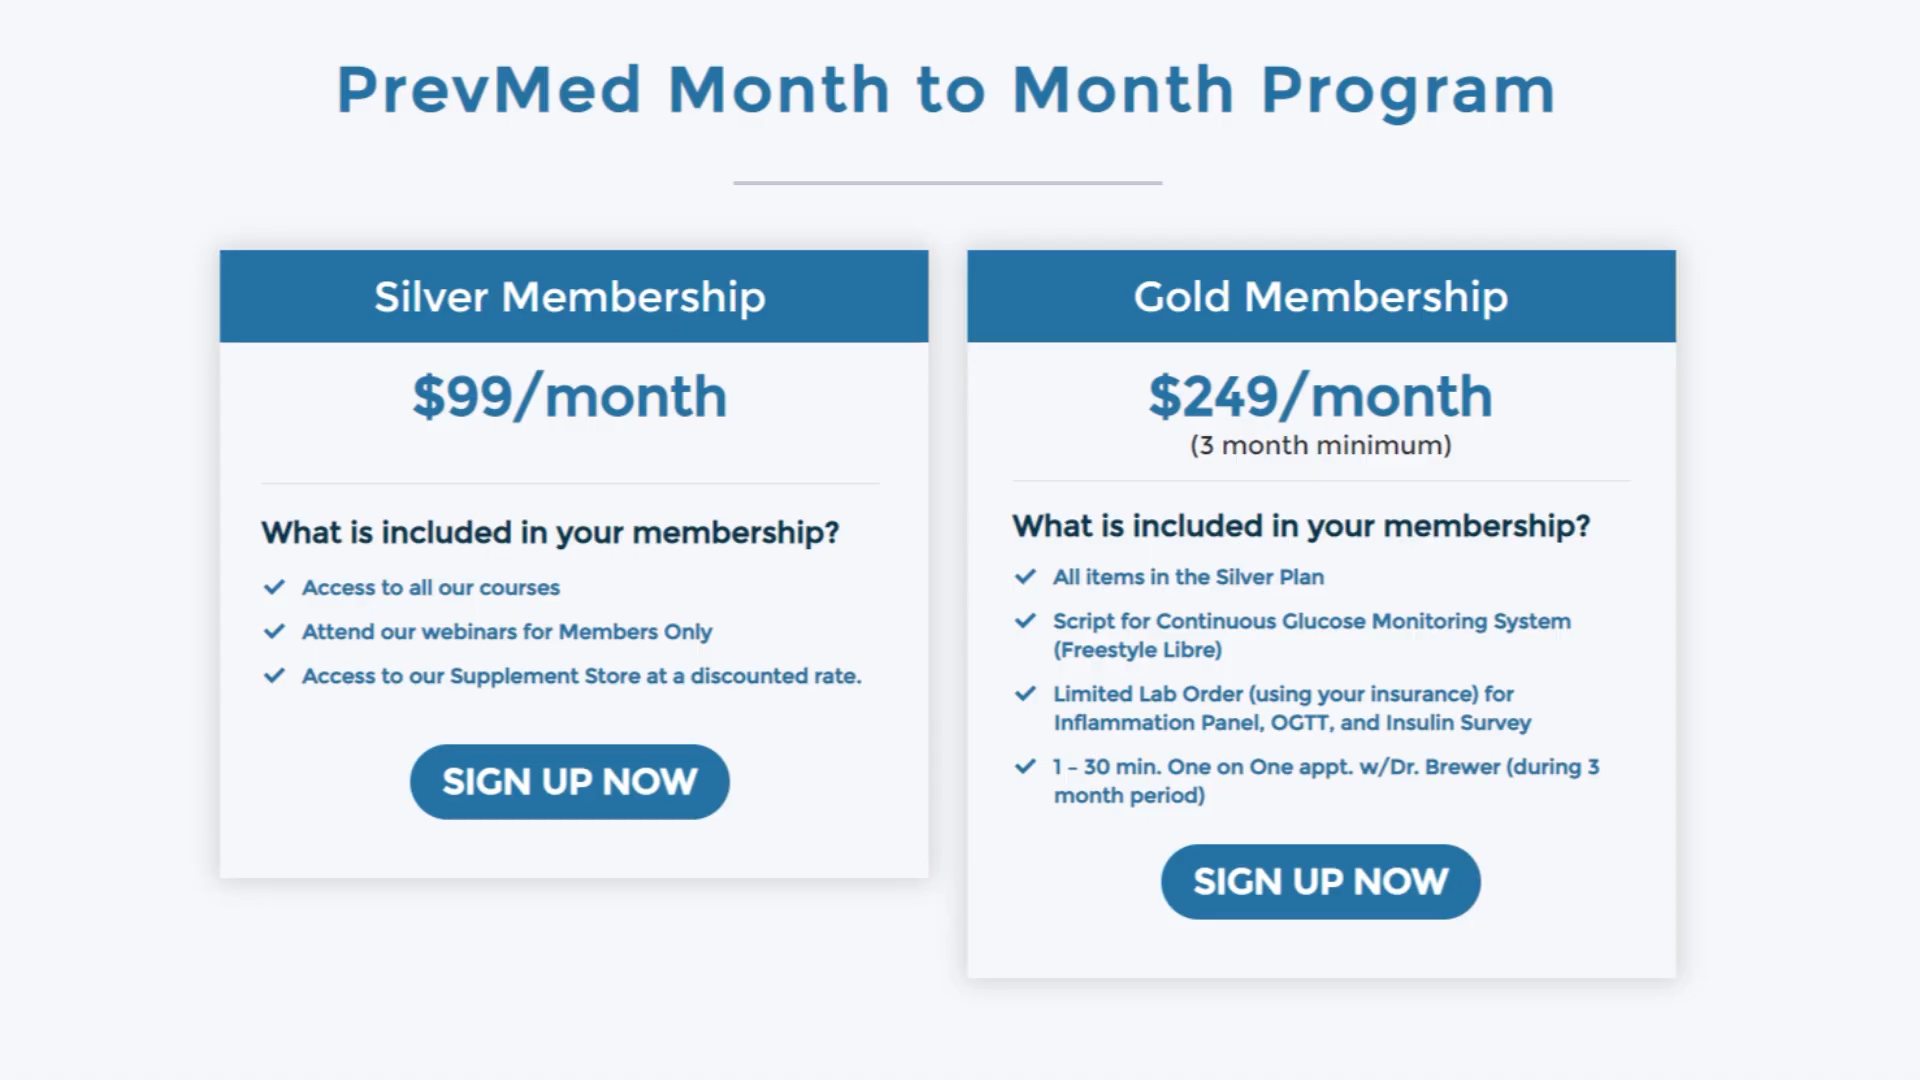 PrevMed Month to Month Program
Silver Membership
$99/month
What is included in your membership?
Access to all our courses
Attend our webinars for Members Only
Access to our Supplement Store at a discounted rate.
SIGN UP NOW
Gold Membership
$249/month
(3 month minimum)
What is included in your membership?
All items in the Silver Plan
Script for Continuous Glucose Monitoring System
(Freestyle Libre)
Limited Lab Order (using your insurance) for
Inflammation Panel, OGTT, and Insulin Survey
1 – 30 min. One on One appt. w/Dr. Brewer (during 3
month period)
SIGN UP NOW